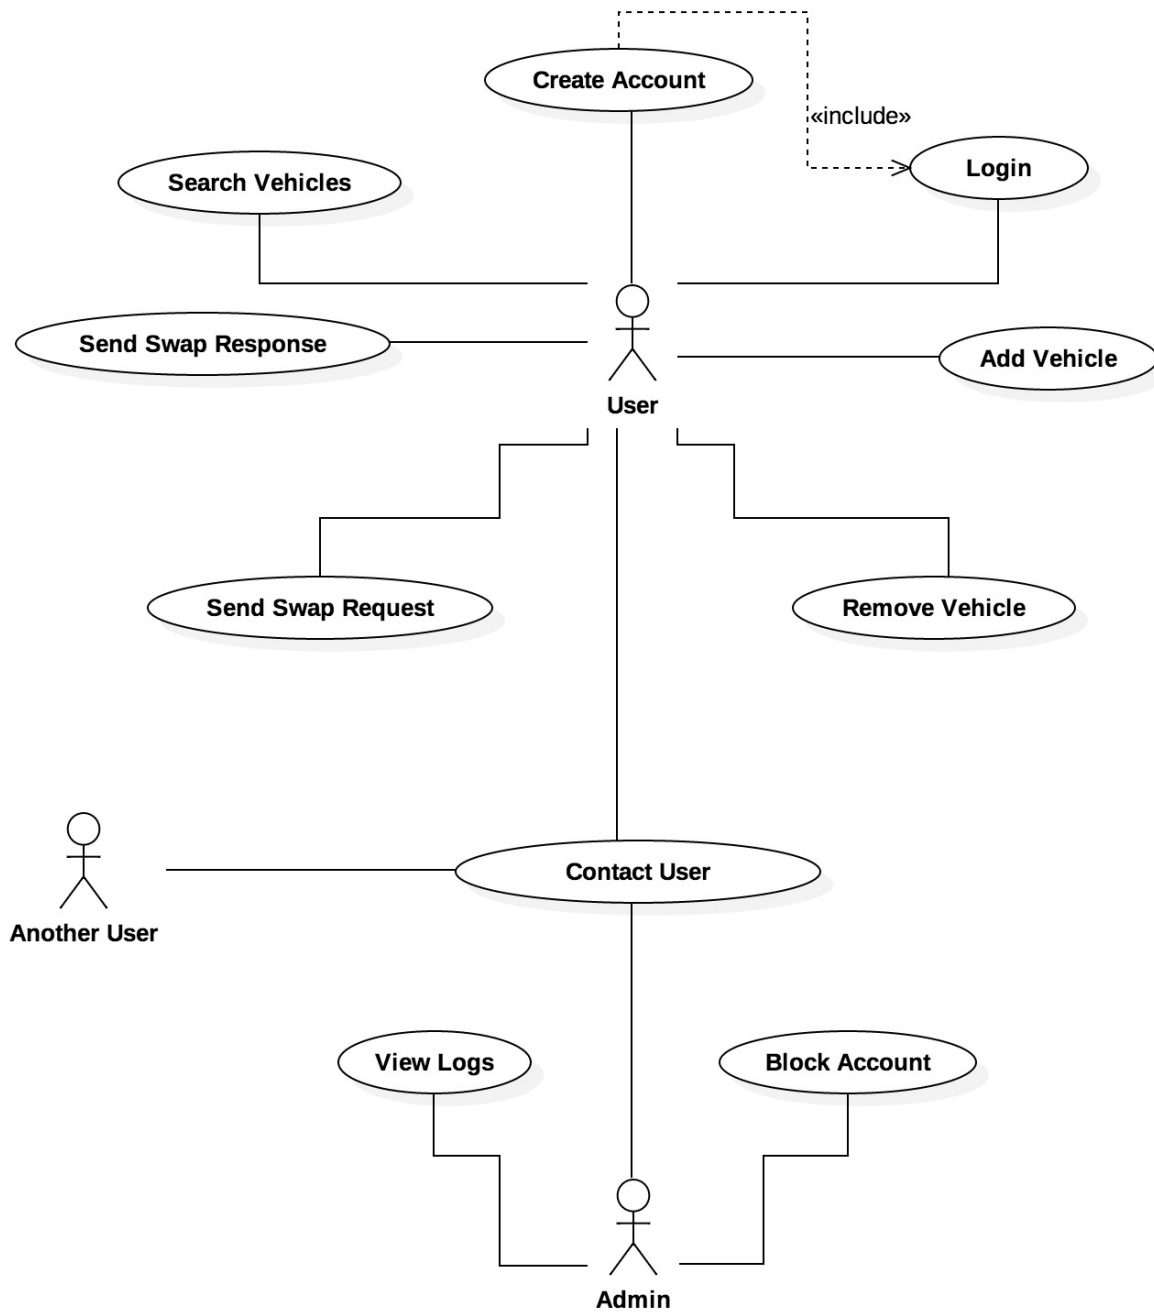 Create Account
«include»
Login
Search Vehicles
Send Swap Response
Add Vehicle
User
Send Swap Request
Remove Vehicle
Contact User
Another User
View Logs
Block Account
Admin